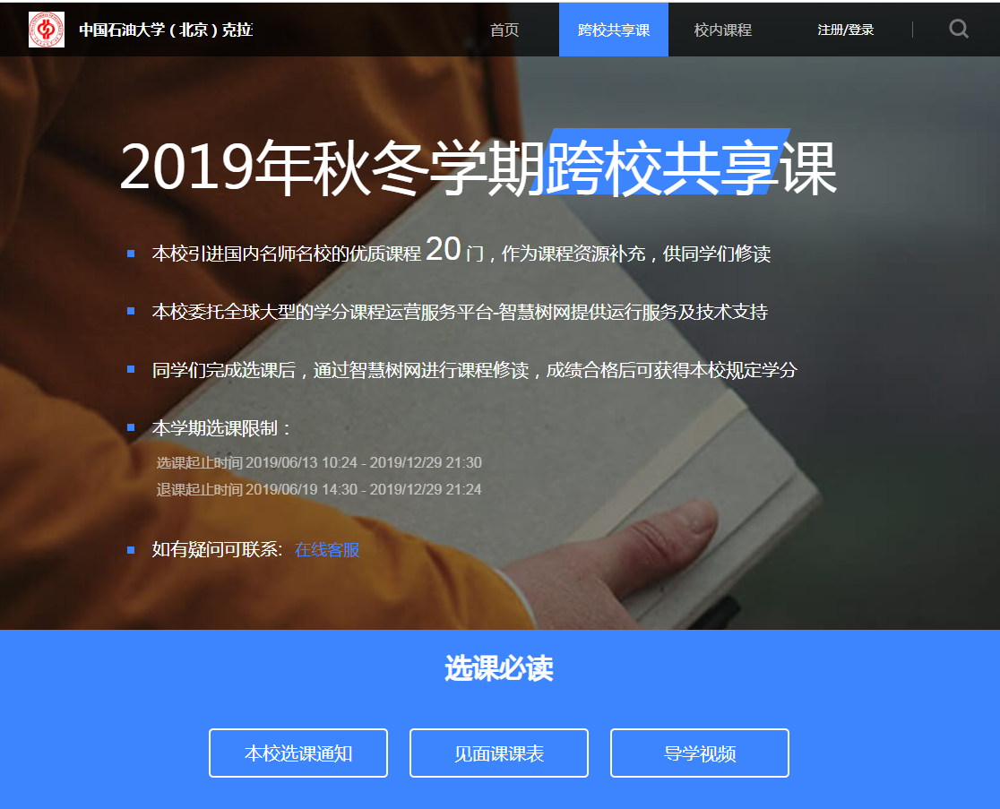 中国石油大学（北京）克拉
首页
跨校共享课
校内课程
注册/登录
2019年秋冬学期跨校共享课
本校引进国内名师名校的优质课程 20 门，作为课程资源补充，供同学们修读
本校委托全球大型的学分课程运营服务平台-智慧树网提供运行服务及技术支持
同学们完成选课后，通过智慧树网进行课程修读，成绩合格后可获得本校规定学分
本学期选课限制：
选课起止时间 2019/06/13 10:24 - 2019/12/29 21:30
退课起止时间 2019/06/19 14:30 - 2019/12/29 21:24
如有疑问可联系: 在线客服
选课必读
本校选课通知
见面课课表
导学视频